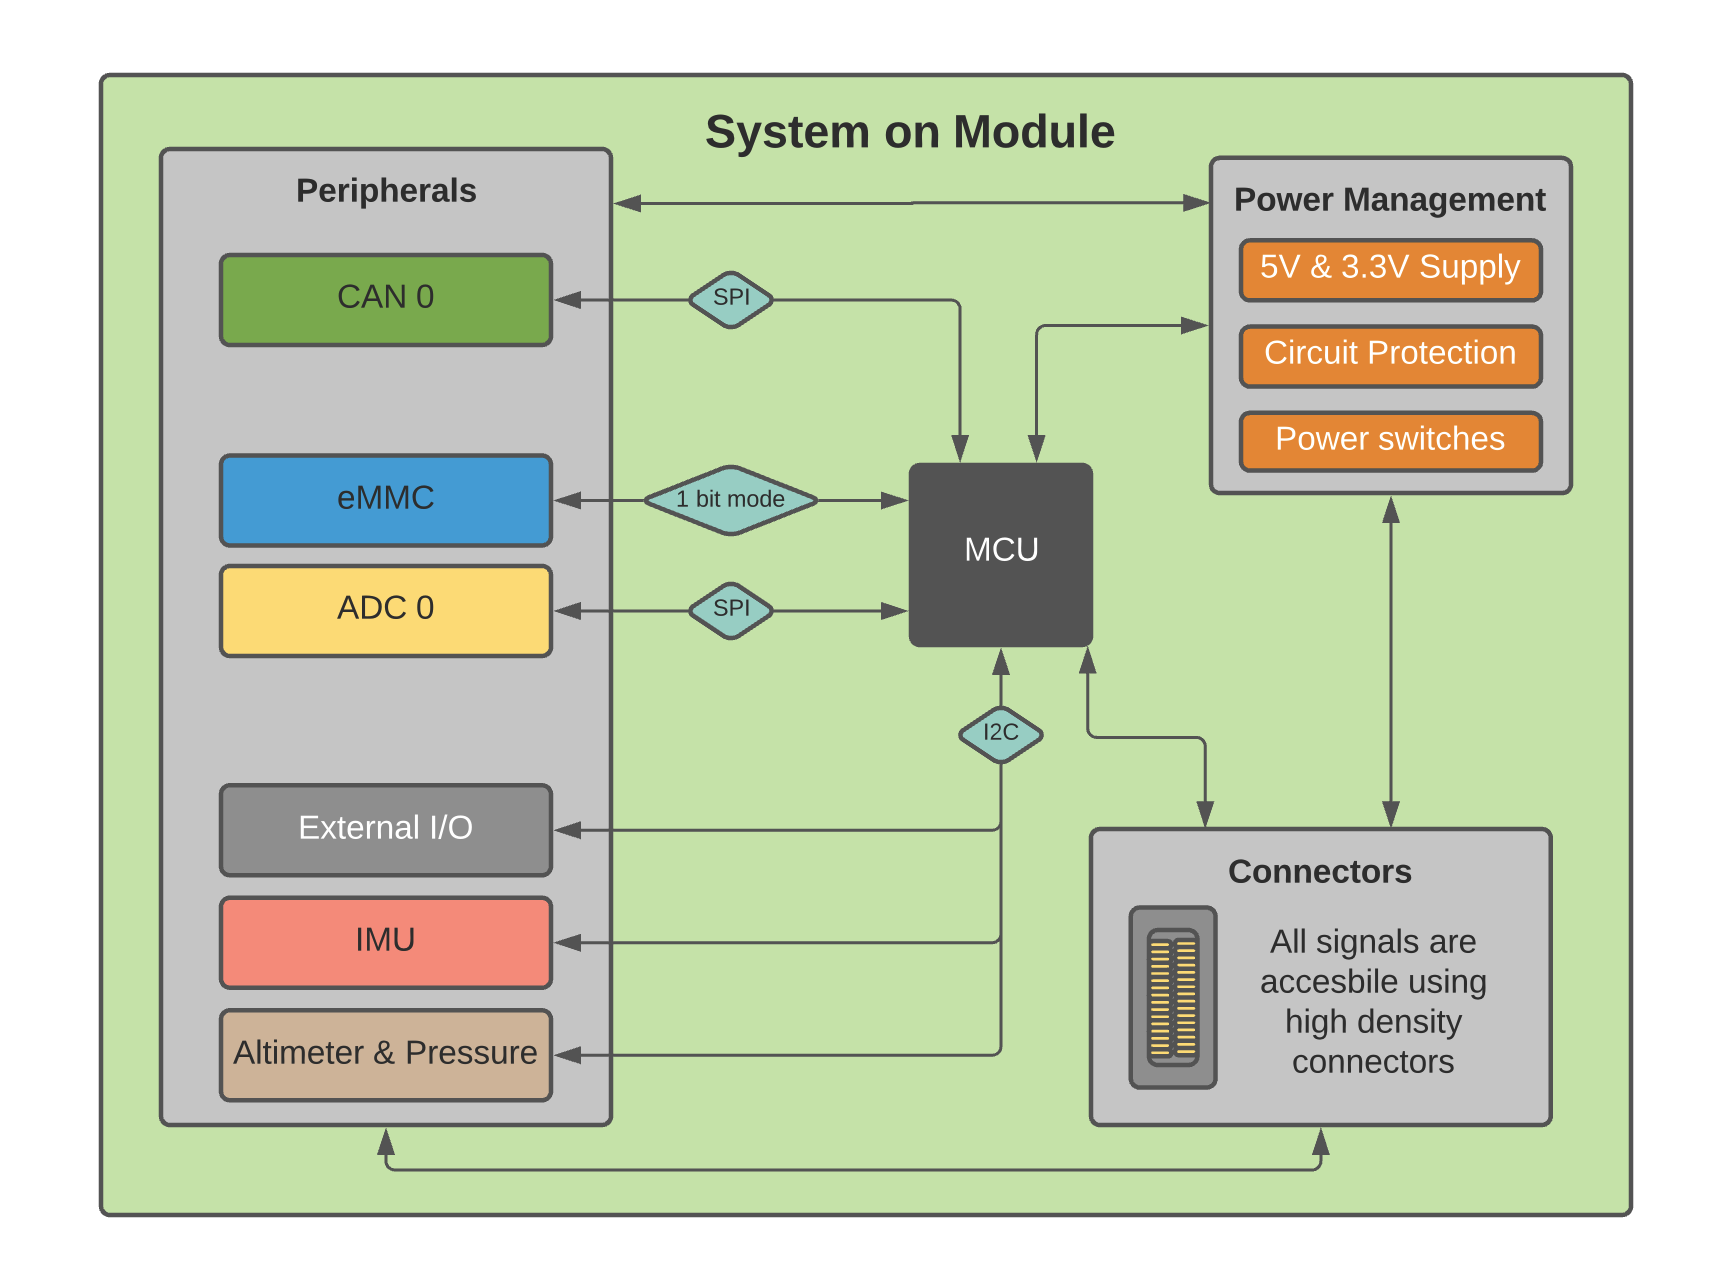 System on Module
Peripherals
CAN 0
eMMC
ADC 0
External I/O
IMU
Altimeter & Pressure
SPI
1 bit mode
SPI
I2C
MCU
Power Management
5V & 3.3V Supply
Circuit Protection
Power switches
Connectors
All signals are
accesbile using
high density
connectors